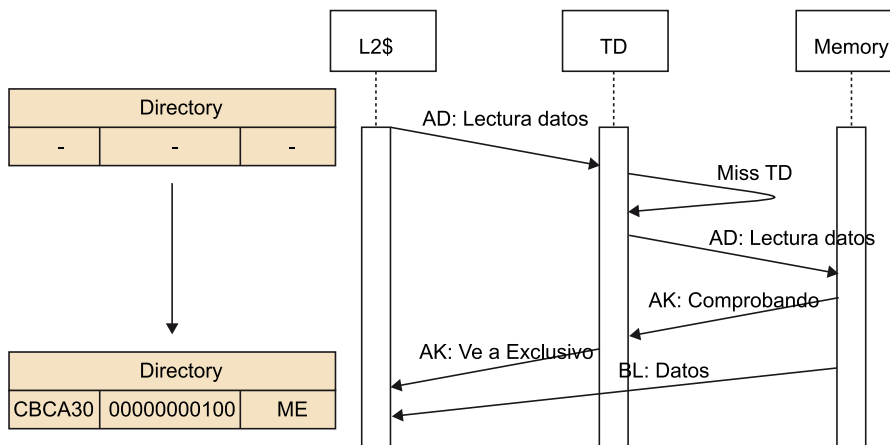 L2$
TD
Memory
Directory
- - -
AD: Lectura datos
Miss TD
AD: Lectura datos
AK: Comprobando
AK: Ve a Exclusivo
BL: Datos
Directory
CBCA30 00000000100 ME